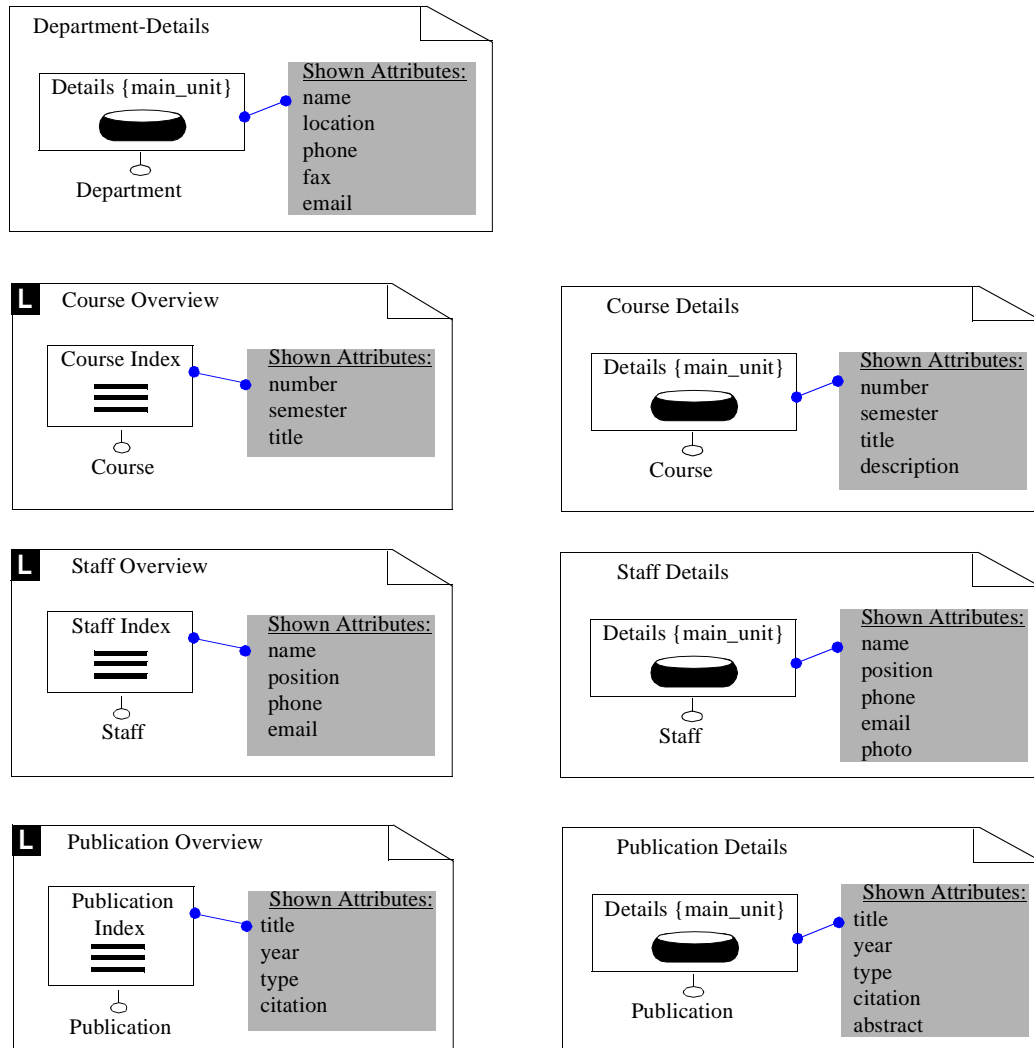 Department-Details
Details {main_unit}
Department
Shown Attributes:
name
location
phone
fax
email
L
Course Overview
Course Index
Course
Shown Attributes:
number
semester
title
Course Details
Details {main_unit}
Course
Shown Attributes:
number
semester
title
description
L
Staff Overview
Staff Index
Staff
Shown Attributes:
name
position
phone
email
Staff Details
Details {main_unit}
Staff
Shown Attributes:
name
position
phone
email
photo
L
Publication Overview
Publication
Index
Publication
Shown Attributes:
title
year
type
citation
Publication Details
Details {main_unit}
Publication
Shown Attributes:
title
year
type
citation
abstract